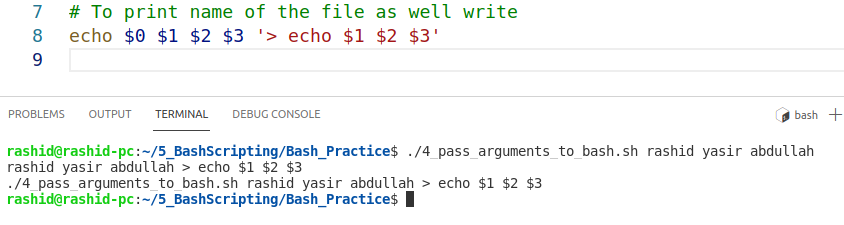 7 # To print name of the file as well write
8 echo $0 $1 $2 $3 '> echo $1 $2 $3'
9
PROBLEMS OUTPUT TERMINAL DEBUG CONSOLE bash +
rashid@rashid-pc:~/5_BashScripting/Bash_Practice$ ./4_pass_arguments_to_bash.sh rashid yasir abdullah
rashid yasir abdullah > echo $1 $2 $3
./4_pass_arguments_to_bash.sh rashid yasir abdullah > echo $1 $2 $3
rashid@rashid-pc:~/5_BashScripting/Bash_Practice$